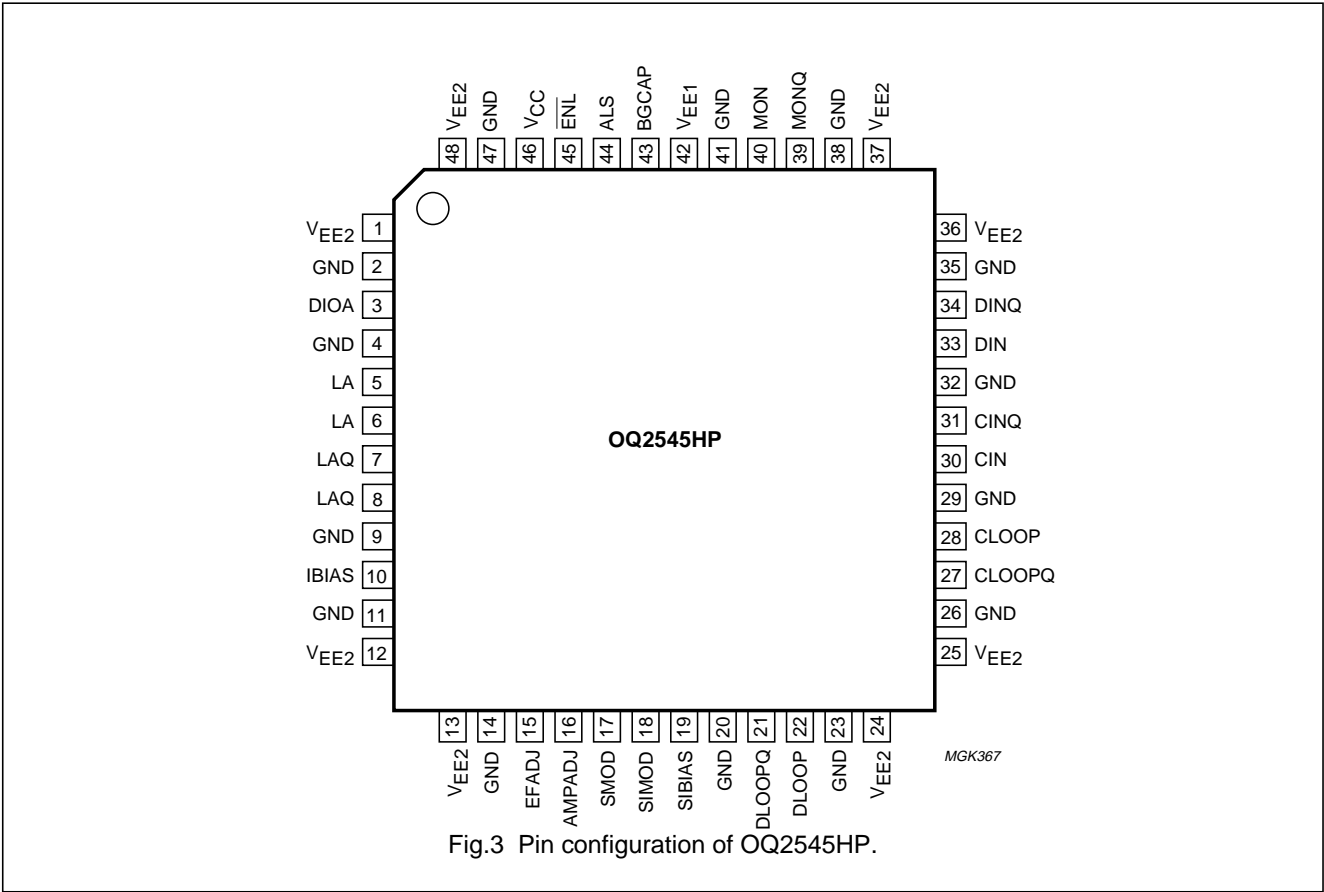 VEE2
GND
VCC
ENL
ALS
BGCAP
VEE1
GND
MON
MONQ
GND
VEE2
48
47
46
45
44
43
42
41
40
39
38
37
VEE2 1
GND 2
DIOA 3
GND 4
LA 5
LA 6
LAQ 7
LAQ 8
GND 9
IBIAS 10
GND 11
VEE2 12
OQ2545HP
36 VEE2
35 GND
34 DINQ
33 DIN
32 GND
31 CINQ
30 CIN
29 GND
28 CLOOP
27 CLOOPQ
26 GND
25 VEE2
13
14
15
16
17
18
19
20
21
22
23
24
VEE2
GND
EFADJ
AMPADJ
SMOD
SIMOD
SIBIAS
GND
DLOOPQ
DLOOP
GND
VEE2
MGK367
Fig.3 Pin configuration of OQ2545HP.